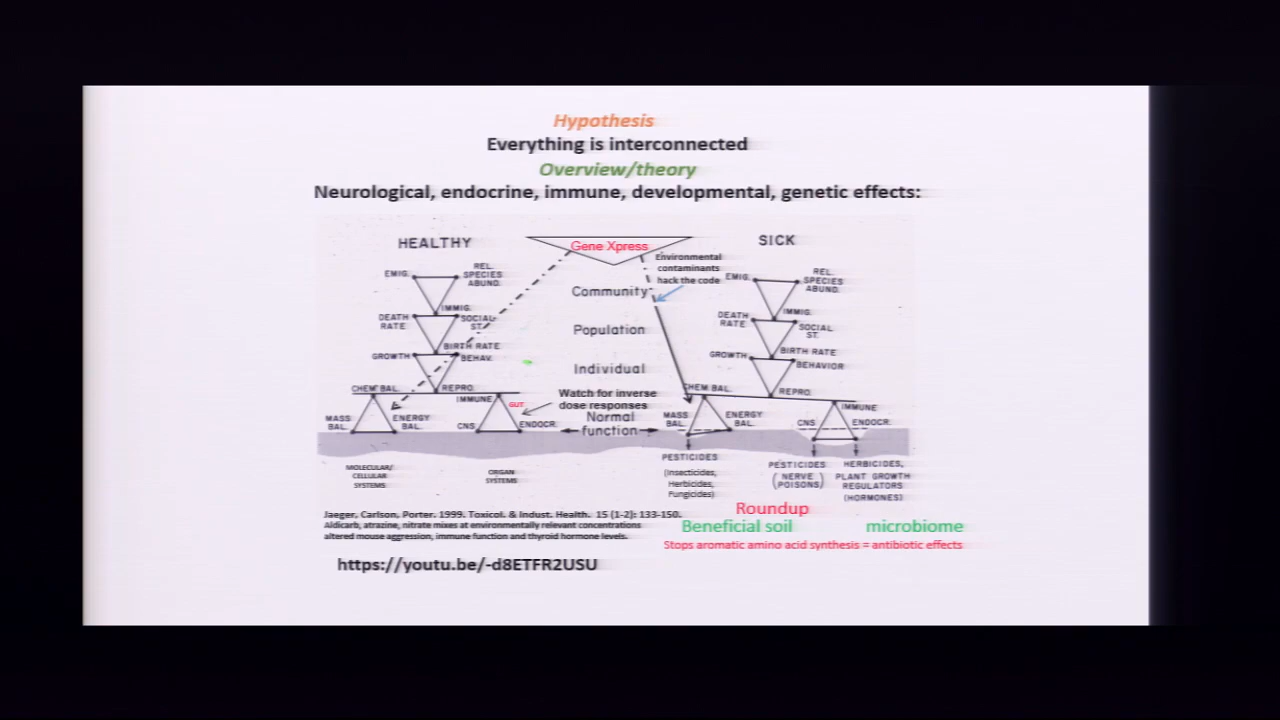 Hypothesis
Everything is interconnected
Overview/theory
Neurological, endocrine, immune, developmental, genetic effects:
HEALTHY
Gene Xpress
SICK
Environmental
contaminants
hack the code
EMIG.
REL.
SPECIES
ABUND.
IMMIG.
DEATH
RATE
SOCIAL
ST.
BIRTH RATE
GROWTH
BEHAV.
REPRO.
CHEM BAL.
IMMUNE
GUT
MASS
BAL.
ENERGY
BAL.
CNS
ENDOCR.
MOLECULAR/
CELLULAR
SYSTEMS
ORGAN
SYSTEMS
Community
Population
Individual
Watch for inverse
dose responses
Normal
function
EMIG.
REL.
SPECIES
ABUND.
IMMIG.
DEATH
RATE
SOCIAL
ST.
BIRTH RATE
GROWTH
BEHAVIOR
REPRO.
CHEM BAL.
IMMUNE
MASS
BAL.
ENERGY
BAL.
CNS
ENDOCR.
PESTICIDES
(Insecticides,
Herbicides,
Fungicides)
PESTICIDES
(NERVE
POISONS)
HERBICIDES,
PLANT GROWTH
REGULATORS
(HORMONES)
Jaeger, Carlson, Porter. 1999. Toxicol. & Indust. Health. 15 (1-2): 133-150.
Aldicarb, atrazine, nitrate mixes at environmentally relevant concentrations
altered mouse aggression, immune function and thyroid hormone levels.
Roundup
Beneficial soil microbiome
Stops aromatic amino acid synthesis = antibiotic effects
https://youtu.be/-d8ETFR2USU